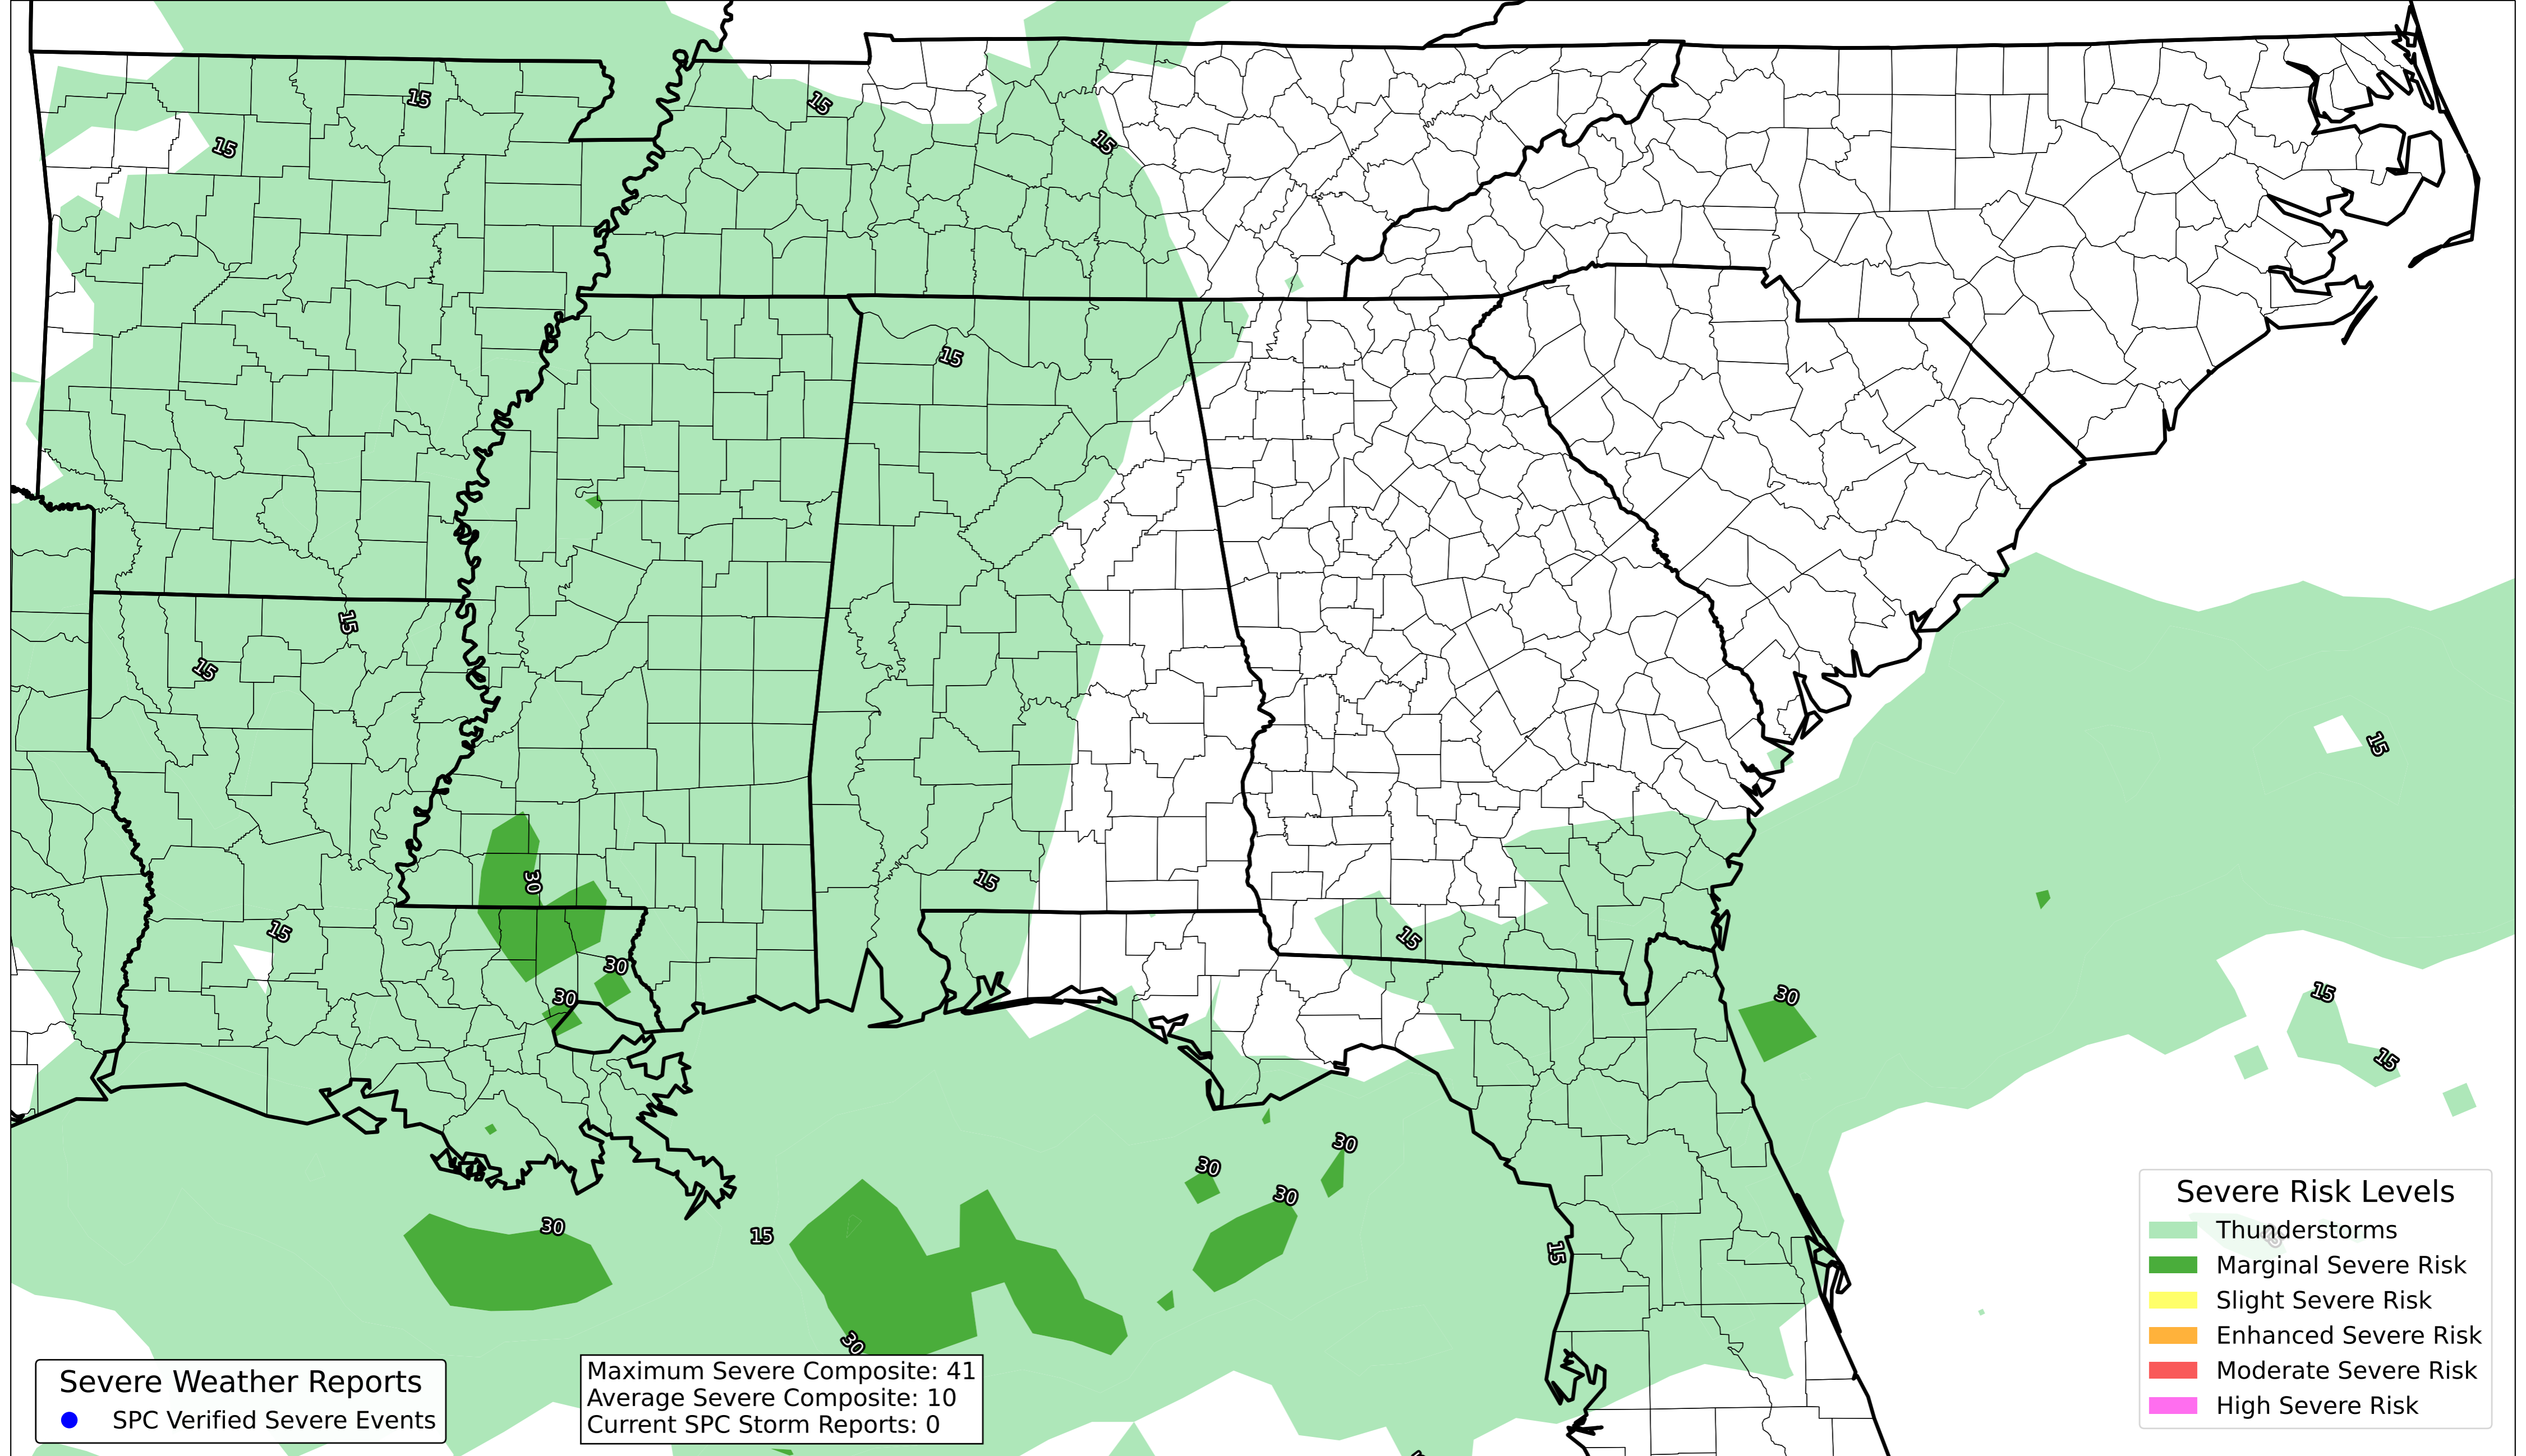 15
15
15
15
15
15
15
15
30
15
15
15
30
30
30
15
15
15
30
30
30
30
15
15
30
Severe Risk Levels
Thunderstorms
Marginal Severe Risk
Slight Severe Risk
Enhanced Severe Risk
Moderate Severe Risk
High Severe Risk
Severe Weather Reports
SPC Verified Severe Events
Maximum Severe Composite: 41
Average Severe Composite: 10
Current SPC Storm Reports: 0